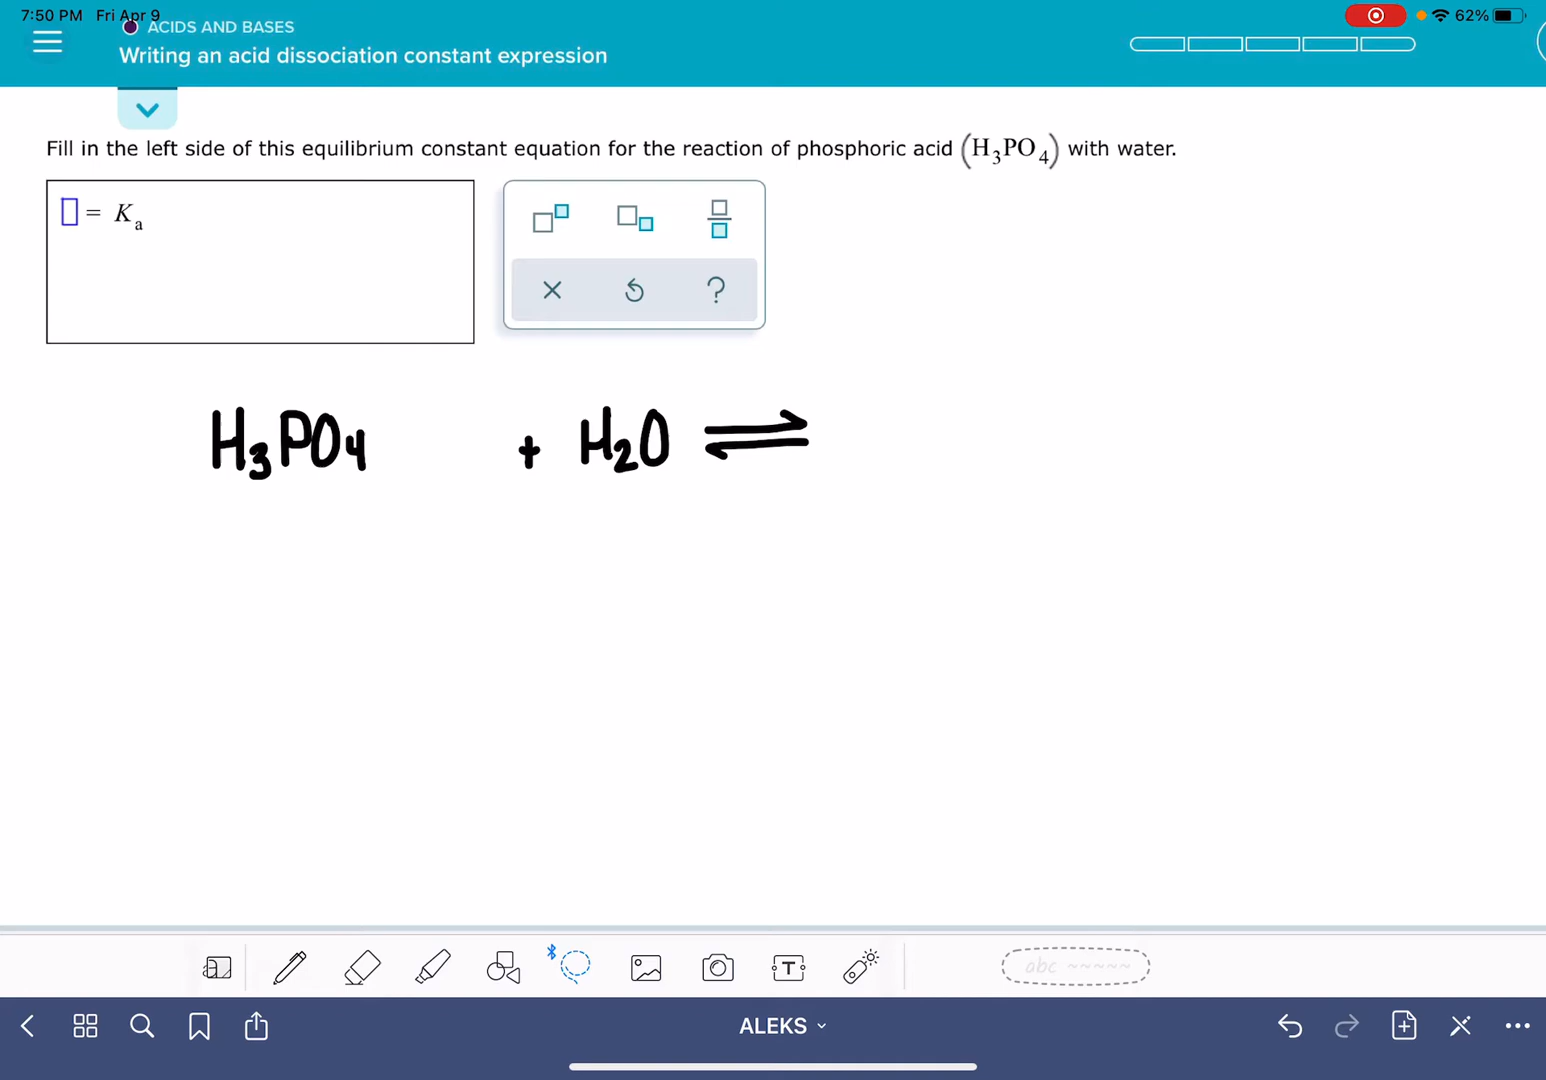 7:50 PM Fri Apr 9
62%
ACIDS AND BASES
Writing an acid dissociation constant expression
Fill in the left side of this equilibrium constant equation for the reaction of phosphoric acid (H₃PO₄) with water.
▯ = Kₐ
?
H₃PO₄ + H₂O ⇌
a
T
abc ~~~~~
ALEKS